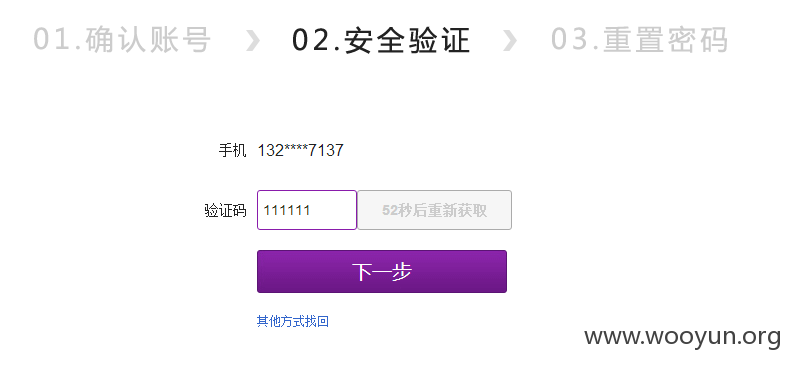 01.确认账号 > 02.安全验证 > 03.重置密码
手机 132****7137
验证码 111111 52秒后重新获取
下一步
其他方式找回
www.wooyun.org